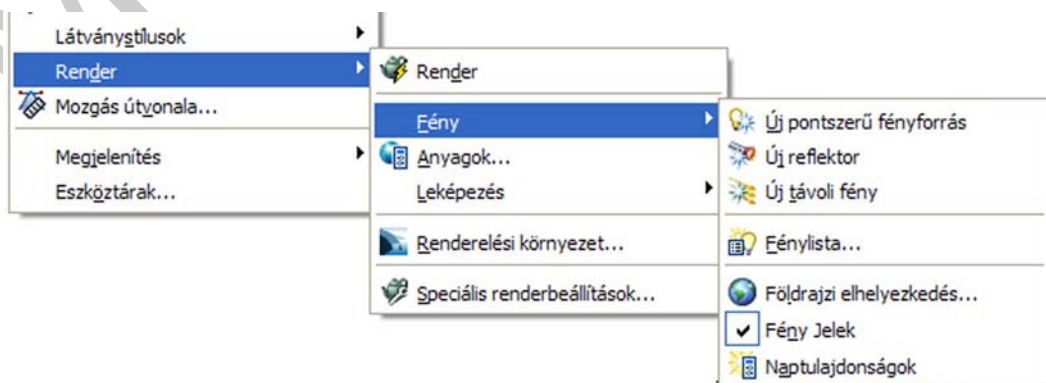 Látványstílusok
Render
Mozgás útvonala...
Megjelenítés
Eszköztárak...
Render
Fény
Anyagok...
Leképezés
Renderelési környezet...
Speciális renderbeállítások...
Új pontszerű fényforrás
Új reflektor
Új távoli fény
Fénylista...
Földrajzi elhelyezkedés...
Fény Jelek
Naptulajdonságok